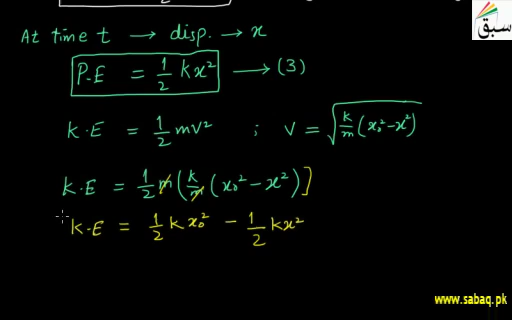 سبق
At time t → disp. → x
P.E = 1/2 kx² → (3)
K.E = 1/2 mv² ; V = √(k/m (x₀² − x²))
K.E = 1/2 m (k/m (x₀² − x²)]
K.E = 1/2 k x₀² − 1/2 kx²
www.sabaq.pk